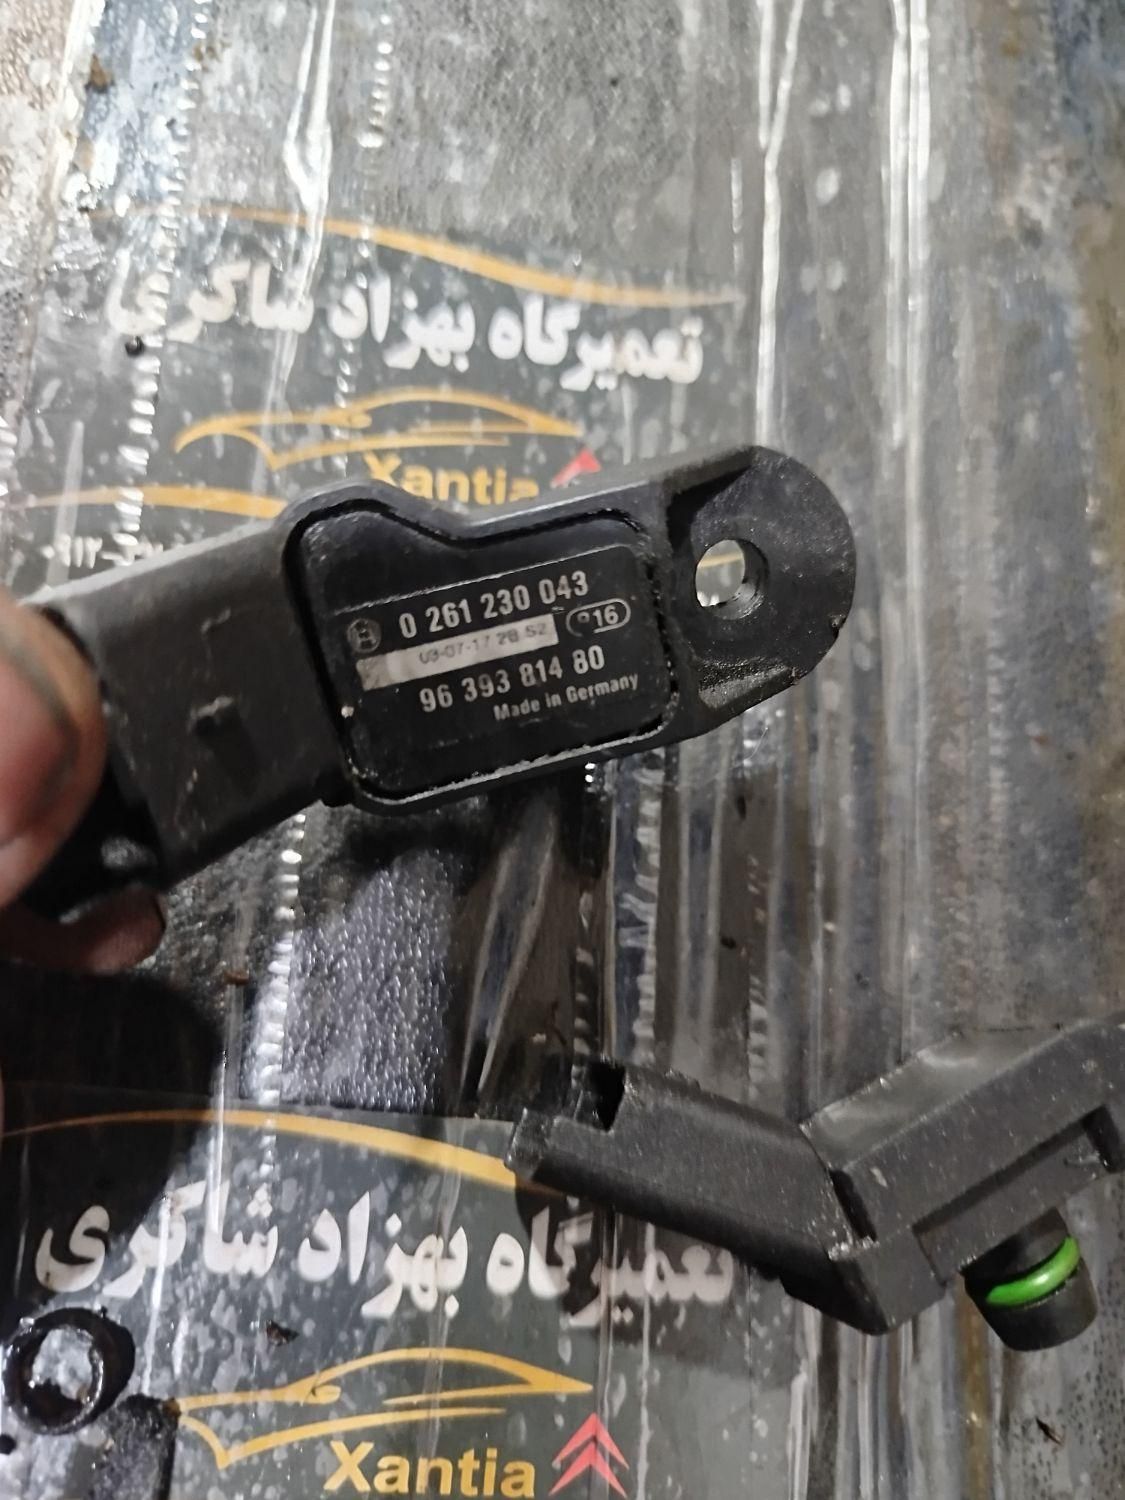 تعمیرگاه بهزاد شاکری
Xantia
0 261 230 043
03-07-17 28 52
96 393 814 80
Made in Germany
تعمیرگاه بهزاد شاکری
Xantia